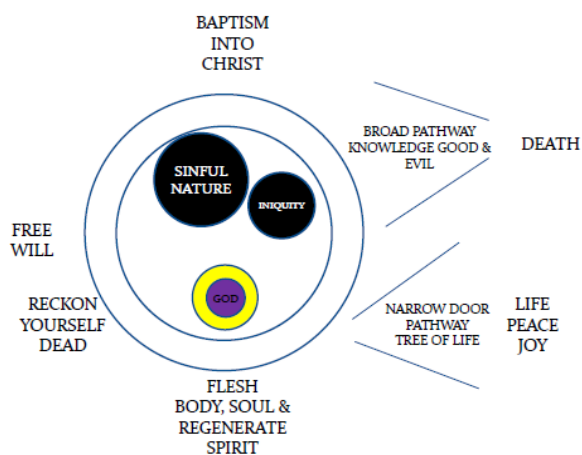 BAPTISM
INTO
CHRIST
BROAD PATHWAY
KNOWLEDGE GOOD &
EVIL
DEATH
SINFUL
NATURE
INIQUITY
FREE
WILL
RECKON
YOURSELF
DEAD
GOD
NARROW DOOR
PATHWAY
TREE OF LIFE
LIFE
PEACE
JOY
FLESH
BODY, SOUL &
REGENERATE
SPIRIT